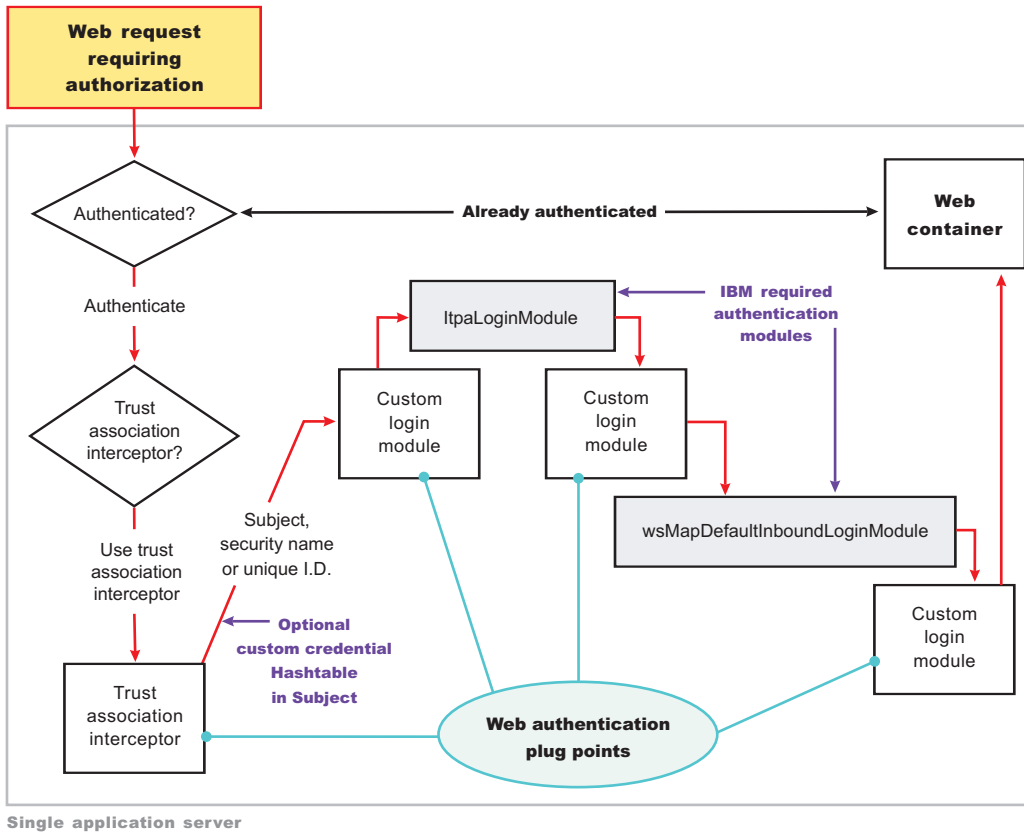 Web request
requiring
authorization
Authenticated?
Already authenticated
Web
container
Authenticate
ltpaLoginModule
IBM required
authentication
modules
Trust
association
interceptor?
Custom
login
module
Custom
login
module
Subject,
security name
or unique I.D.
wsMapDefaultInboundLoginModule
Use trust
association
interceptor
Optional
custom credential
Hashtable
in Subject
Custom
login
module
Trust
association
interceptor
Web authentication
plug points
Single application server